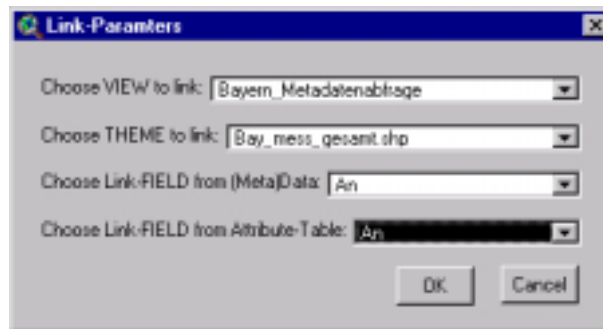 Link-Paramters
Choose VIEW to link: Bayern_Metadatenabfrage
Choose THEME to link: Bay_mess_gesamt.shp
Choose Link-FIELD from (Meta)Data: An
Choose Link-FIELD from Attribute-Table: An
OK Cancel